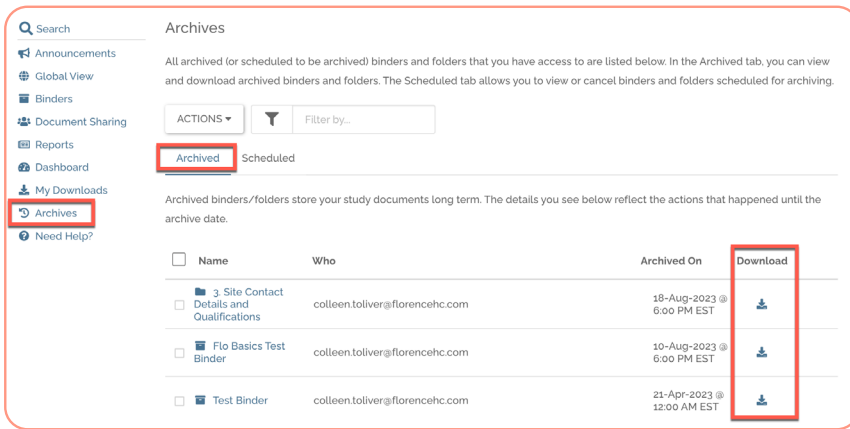 Search
Announcements
Global View
Binders
Document Sharing
Reports
Dashboard
My Downloads
Archives
Need Help?
Archives
All archived (or scheduled to be archived) binders and folders that you have access to are listed below. In the Archived tab, you can view
and download archived binders and folders. The Scheduled tab allows you to view or cancel binders and folders scheduled for archiving.
ACTIONS
Filter by...
Archived Scheduled
Archived binders/folders store your study documents long term. The details you see below reflect the actions that happened until the
archive date.
Name Who Archived On Download
3. Site Contact
Details and
Qualifications
colleen.toliver@florencehc.com
18-Aug-2023 @
6:00 PM EST
Flo Basics Test
Binder
colleen.toliver@florencehc.com
10-Aug-2023 @
6:00 PM EST
Test Binder
colleen.toliver@florencehc.com
21-Apr-2023 @
12:00 AM EST